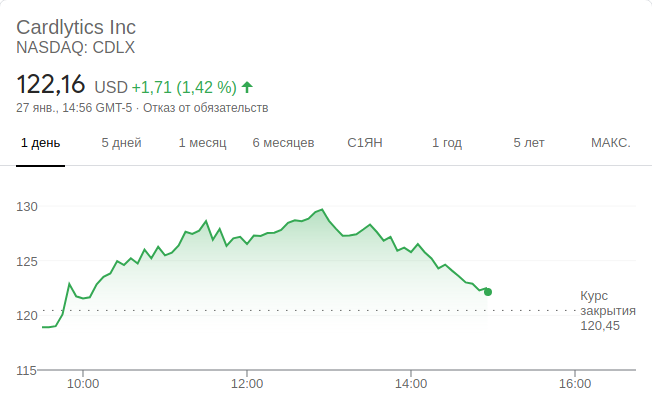 Cardlytics Inc
NASDAQ: CDLX
122,16 USD +1,71 (1,42 %) ↑
27 янв., 14:56 GMT-5 · Отказ от обязательств
1 день 5 дней 1 месяц 6 месяцев С1ЯН 1 год 5 лет МАКС.
130
125
120
115
Курс
закрытия
120,45
10:00 12:00 14:00 16:00